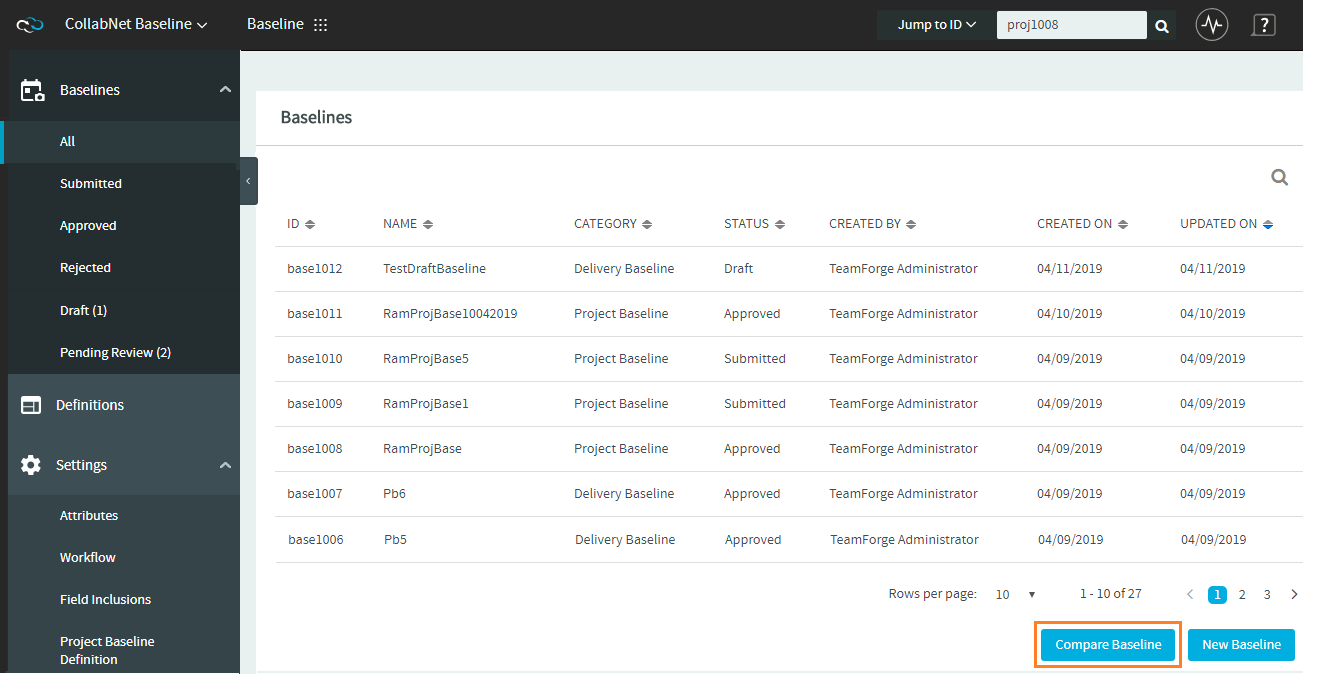 CollabNet Baseline
Baseline
Jump to ID
proj1008
?
Baselines
All
Submitted
Approved
Rejected
Draft (1)
Pending Review (2)
Definitions
Settings
Attributes
Workflow
Field Inclusions
Project Baseline
Definition
Baselines
ID NAME CATEGORY STATUS CREATED BY CREATED ON UPDATED ON
base1012 TestDraftBaseline Delivery Baseline Draft TeamForge Administrator 04/11/2019 04/11/2019
base1011 RamProjBase10042019 Project Baseline Approved TeamForge Administrator 04/10/2019 04/10/2019
base1010 RamProjBase5 Project Baseline Submitted TeamForge Administrator 04/09/2019 04/09/2019
base1009 RamProjBase1 Project Baseline Submitted TeamForge Administrator 04/09/2019 04/09/2019
base1008 RamProjBase Project Baseline Approved TeamForge Administrator 04/09/2019 04/09/2019
base1007 Pb6 Delivery Baseline Approved TeamForge Administrator 04/09/2019 04/09/2019
base1006 Pb5 Delivery Baseline Approved TeamForge Administrator 04/09/2019 04/09/2019
Rows per page: 10 1 - 10 of 27 1 2 3
Compare Baseline
New Baseline